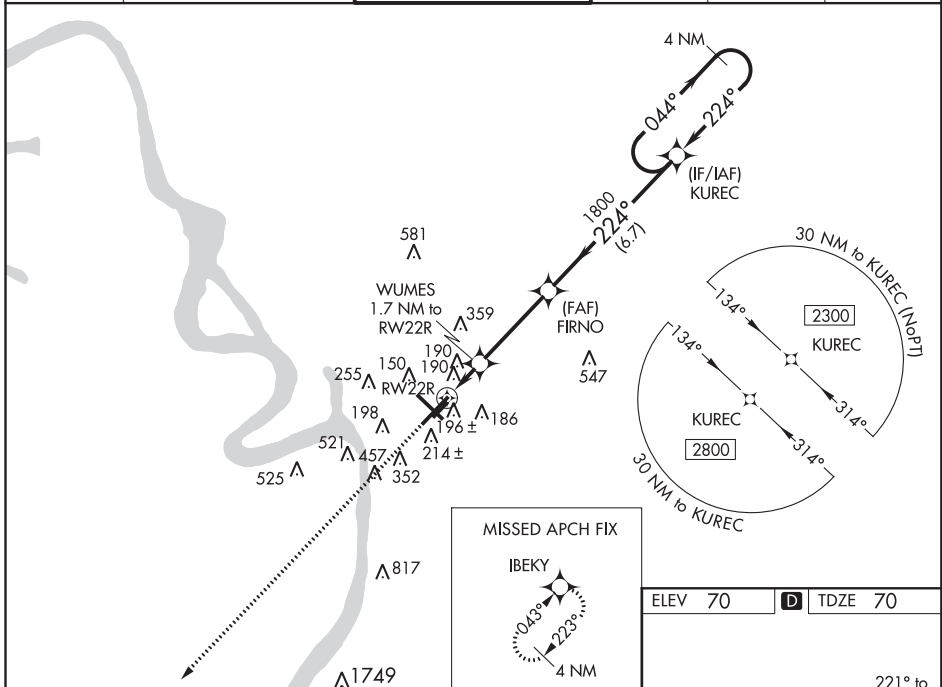 4 NM
044°
224°
(IF/IAF)
KUREC
1800
224°
(6.7)
581
WUMES
1.7 NM to
RW22R
359
(FAF)
FIRNO
30 NM to KUREC (NoPT)
134°
2300
KUREC
314°
134°
KUREC
2800
314°
30 NM to KUREC
190
150
190
547
255
RW22R
198
196 ±
186
214 ±
521
457
352
525
817
1749
MISSED APCH FIX
IBEKY
043°
223°
4 NM
ELEV 70
D
TDZE 70
221° to